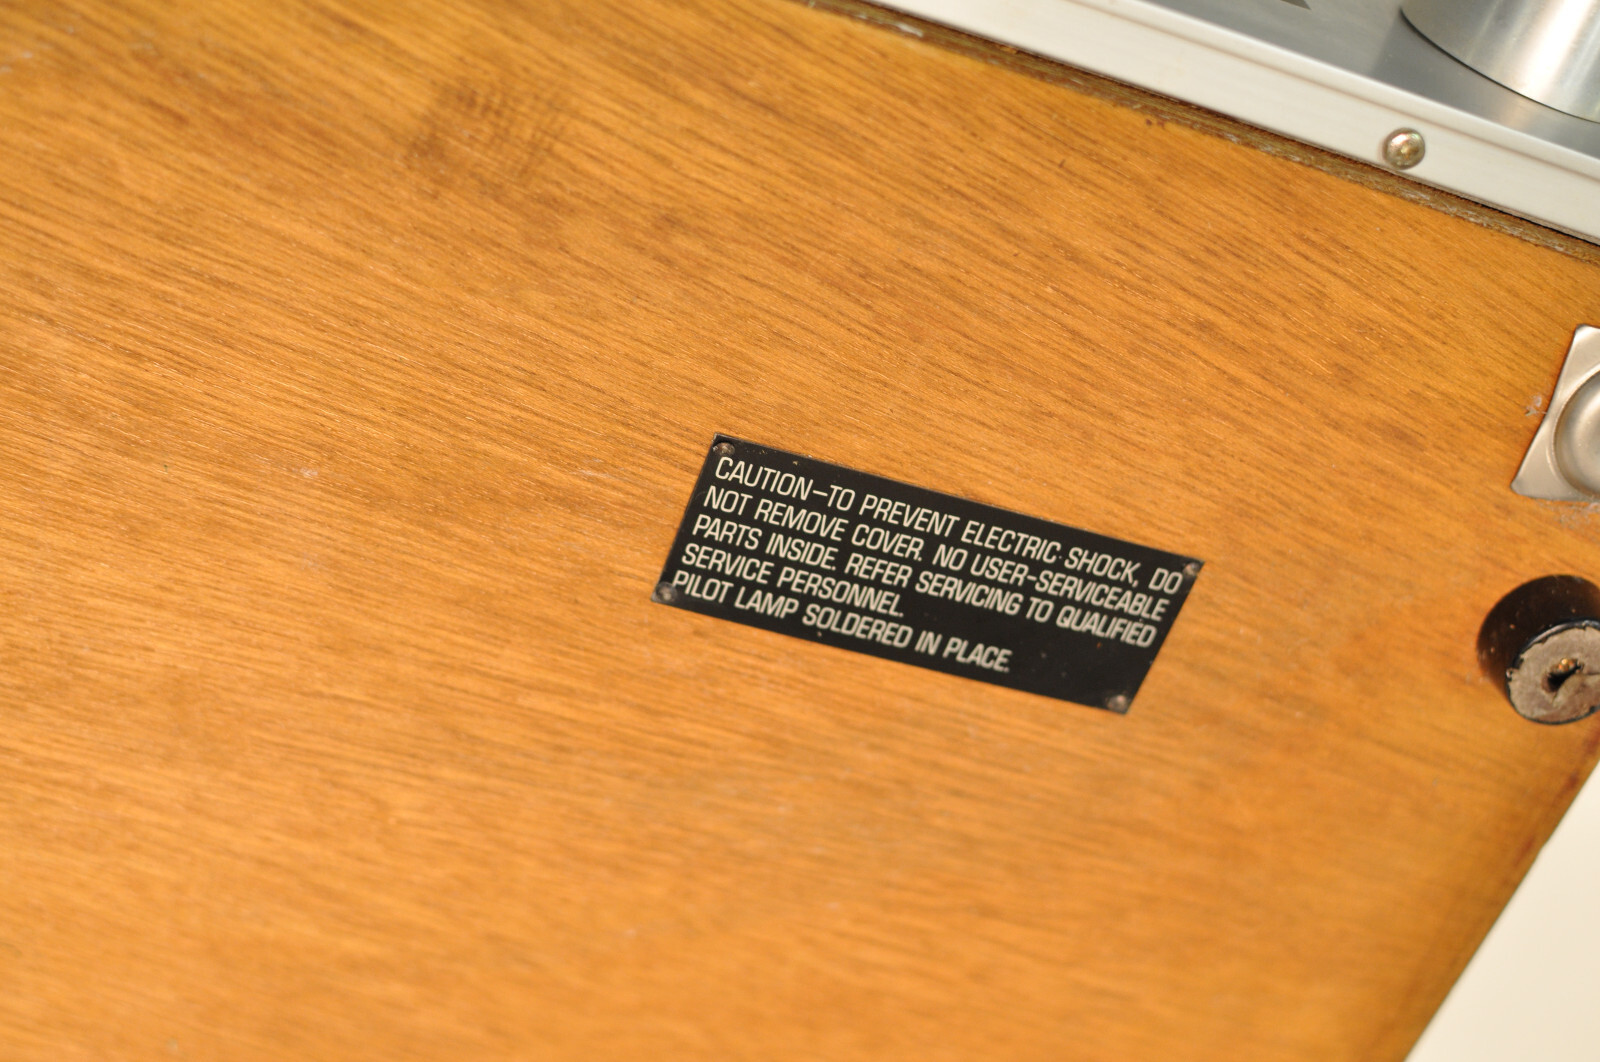 CAUTION-TO PREVENT ELECTRIC SHOCK, DO
NOT REMOVE COVER. NO USER-SERVICEABLE
PARTS INSIDE. REFER SERVICING TO QUALIFIED
SERVICE PERSONNEL.
PILOT LAMP SOLDERED IN PLACE.